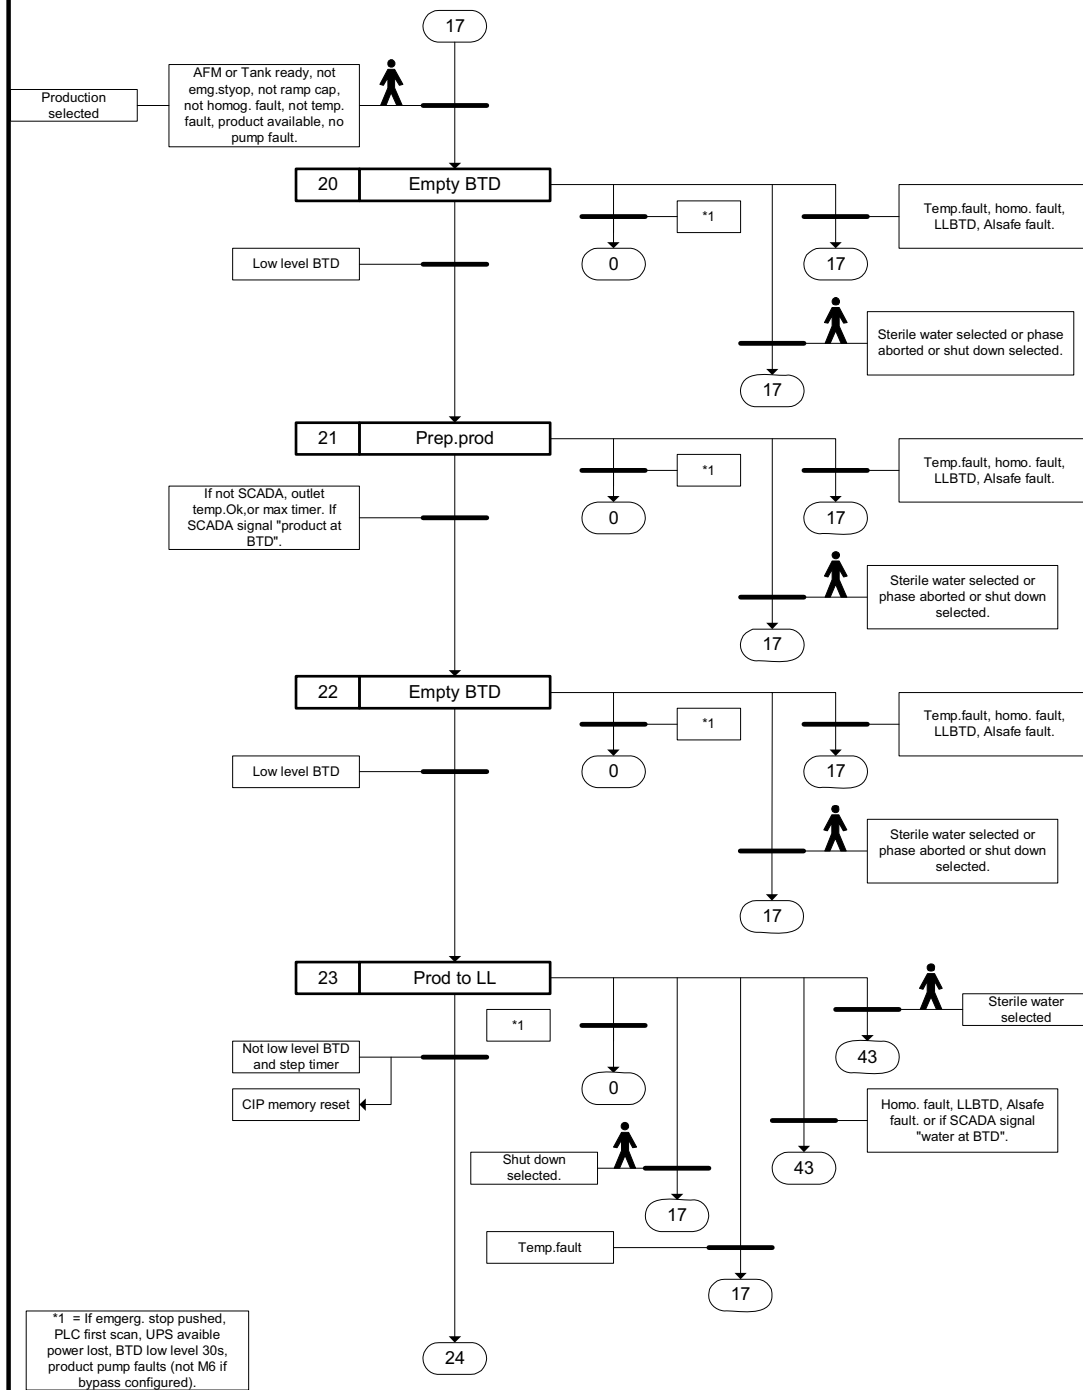 17
AFM or Tank ready, not
emg.styop, not ramp cap,
not homog. fault, not temp.
fault, product available, no
pump fault.
Production
selected
20
Empty BTD
*1
Temp.fault, homo. fault,
LLBTD, Alsafe fault.
Low level BTD
0
17
Sterile water selected or phase
aborted or shut down selected.
17
21
Prep.prod
*1
Temp.fault, homo. fault,
LLBTD, Alsafe fault.
If not SCADA, outlet
temp.Ok,or max timer. If
SCADA signal "product at
BTD".
0
17
Sterile water selected or
phase aborted or shut down
selected.
17
22
Empty BTD
*1
Temp.fault, homo. fault,
LLBTD, Alsafe fault.
Low level BTD
0
17
Sterile water selected or
phase aborted or shut down
selected.
17
23
Prod to LL
*1
Sterile water
selected
Not low level BTD
and step timer
43
CIP memory reset
0
Homo. fault, LLBTD, Alsafe
fault. or if SCADA signal
"water at BTD".
43
Shut down
selected.
17
Temp.fault
17
*1 = If emgerg. stop pushed,
PLC first scan, UPS avaible
power lost, BTD low level 30s,
product pump faults (not M6 if
bypass configured).
24